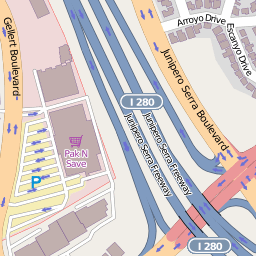 Arroyo Drive
Escanyo Drive
Gellert Boulevard
Junipero Serra Boulevard
I 280
Junipero Serra Freeway
Junipero Serra Freeway
Pak N
Save
P
I 280